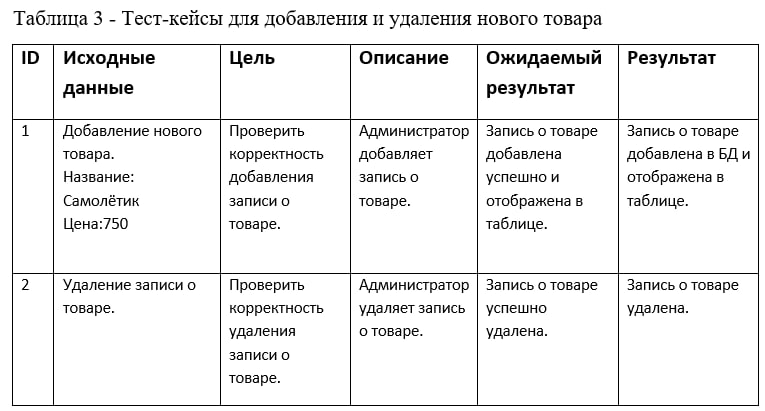 Таблица 3 - Тест-кейсы для добавления и удаления нового товара
ID
Исходные
данные
Цель
Описание
Ожидаемый
результат
Результат
1
Добавление нового
товара.
Название:
Самолётик
Цена:750
Проверить
корректность
добавления
записи о
товаре.
Администратор
добавляет
запись о
товаре.
Запись о товаре
добавлена
успешно и
отображена в
таблице.
Запись о товаре
добавлена в БД и
отображена в
таблице.
2
Удаление записи о
товаре.
Проверить
корректность
удаления
записи о
товаре.
Администратор
удаляет запись
о товаре.
Запись о товаре
успешно
удалена.
Запись о товаре
удалена.